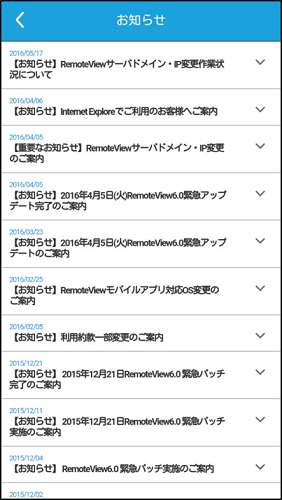 お知らせ
2016/05/17
【お知らせ】RemoteViewサーバドメイン・IP変更作業状
況について
2016/04/06
【お知らせ】Internet Exploreでご利用のお客様へご案内
2016/04/05
【重要なお知らせ】RemoteViewサーバドメイン・IP変更
のご案内
2016/04/05
【お知らせ】2016年4月5日(火)RemoteView6.0緊急アップ
デート完了のご案内
2016/03/23
【お知らせ】2016年4月5日(火)RemoteView6.0緊急アップ
デートのご案内
2016/02/25
【お知らせ】RemoteViewモバイルアプリ対応OS変更の
ご案内
2016/02/05
【お知らせ】利用約款一部変更のご案内
2015/12/21
【お知らせ】2015年12月21日RemoteView6.0 緊急パッチ
完了のご案内
2015/12/11
【お知らせ】2015年12月21日RemoteView6.0 緊急パッチ
実施のご案内
2015/12/04
【お知らせ】RemoteView6.0 緊急パッチ実施のご案内
2015/12/02